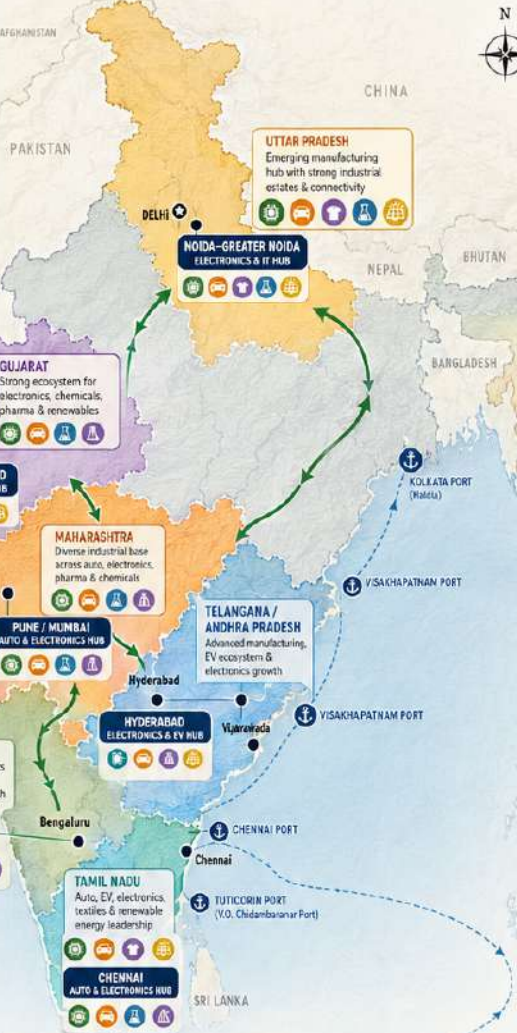 N
AFGHANISTAN
CHINA
PAKISTAN
UTTAR PRADESH
Emerging manufacturing
hub with strong industrial
estates & connectivity
DELHi
NOIDA–GREATER NOIDA
ELECTRONICS & IT HUB
NEPAL
BHUTAN
BANGLADESH
GUJARAT
Strong ecosystem for
electronics, chemicals,
pharma & renewables
KOLKATA PORT
(Haldia)
MAHARASHTRA
Diverse industrial base
across auto, electronics,
pharma & chemicals
VISAKHAPATNAM PORT
TELANGANA /
ANDHRA PRADESH
Advanced manufacturing,
EV ecosystem &
electronics growth
PUNE / MUMBAI
AUTO & ELECTRONICS HUB
Hyderabad
HYDERABAD
ELECTRONICS & EV HUB
VISAKHAPATNAM PORT
Bengaluru
CHENNAI PORT
Chennai
TAMIL NADU
Auto, EV, electronics,
textiles & renewable
energy leadership
TUTICORIN PORT
(V.O. Chidambaranar Port)
CHENNAI
AUTO & ELECTRONICS HUB
SRI LANKA